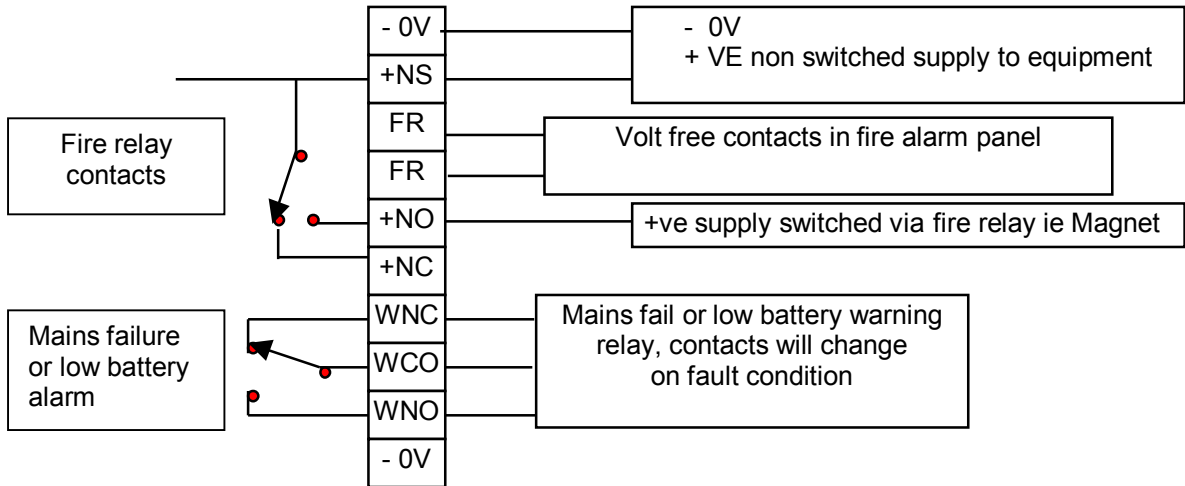 - 0V
+NS
FR
FR
+NO
+NC
WNC
WCO
WNO
- 0V
Fire relay
contacts
Mains failure
or low battery
alarm
- 0V
+ VE non switched supply to equipment
Volt free contacts in fire alarm panel
+ve supply switched via fire relay ie Magnet
Mains fail or low battery warning
relay, contacts will change
on fault condition